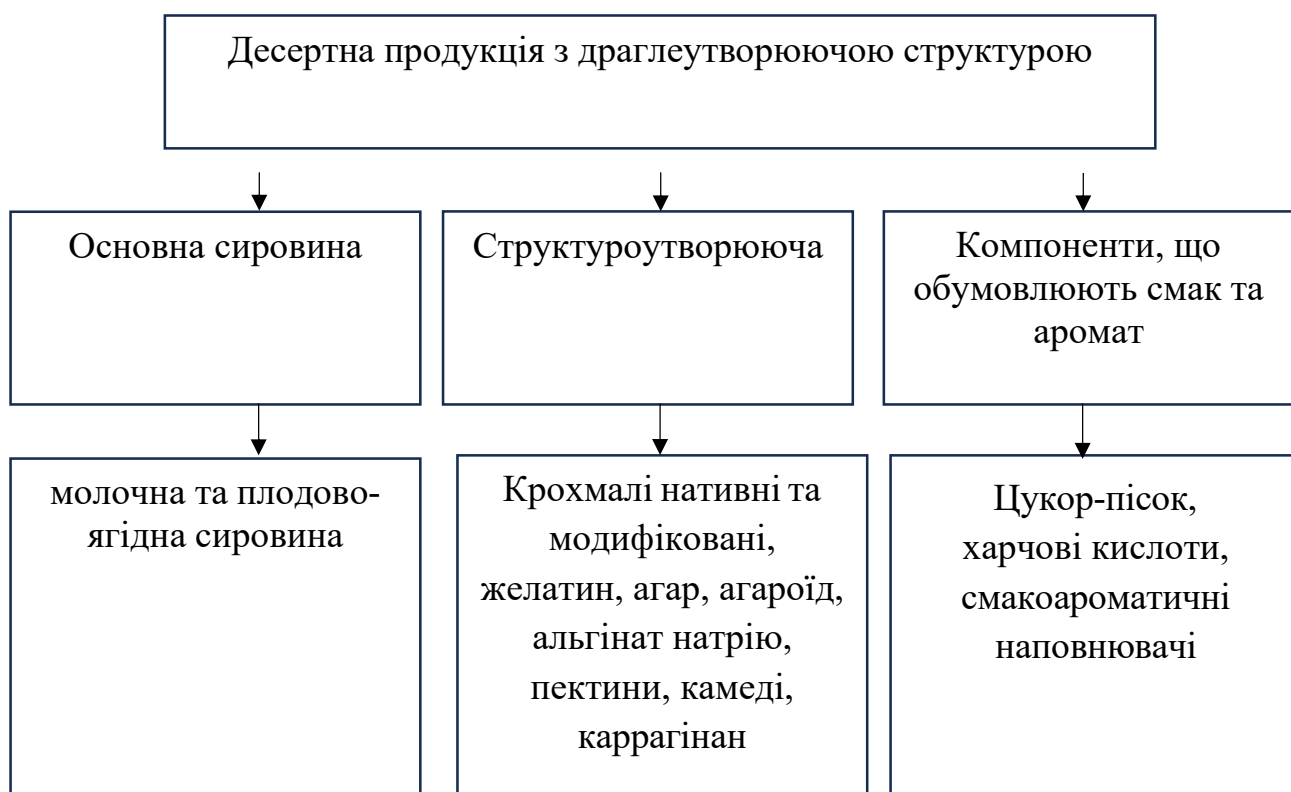 Десертна продукція з драглеутворюючою структурою
Основна сировина
Структуроутворююча
Компоненти, що
обумовлюють смак та
аромат
молочна та плодово-
ягідна сировина
Крохмалі нативні та
модифіковані,
желатин, агар, агароїд,
альгінат натрію,
пектини, камеді,
каррагінан
Цукор-пісок,
харчові кислоти,
смакоароматичні
наповнювачі